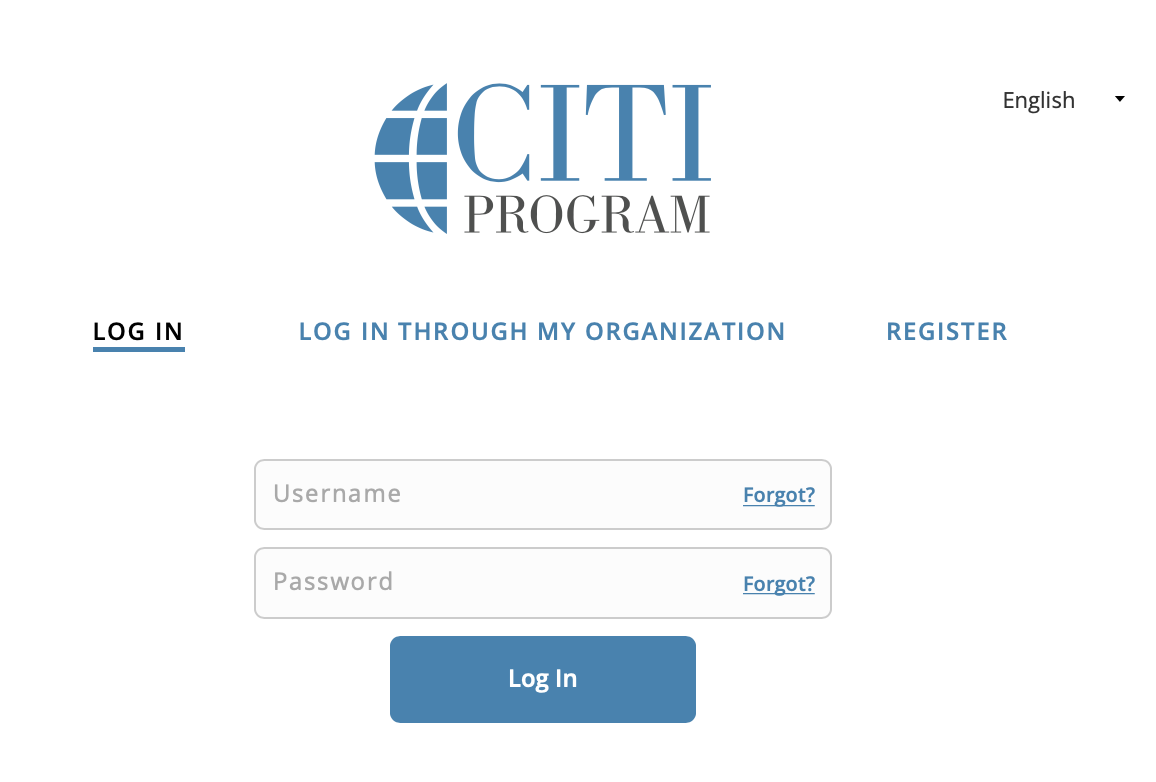 CITI
PROGRAM
English
LOG IN
LOG IN THROUGH MY ORGANIZATION
REGISTER
Username
Forgot?
Password
Forgot?
Log In